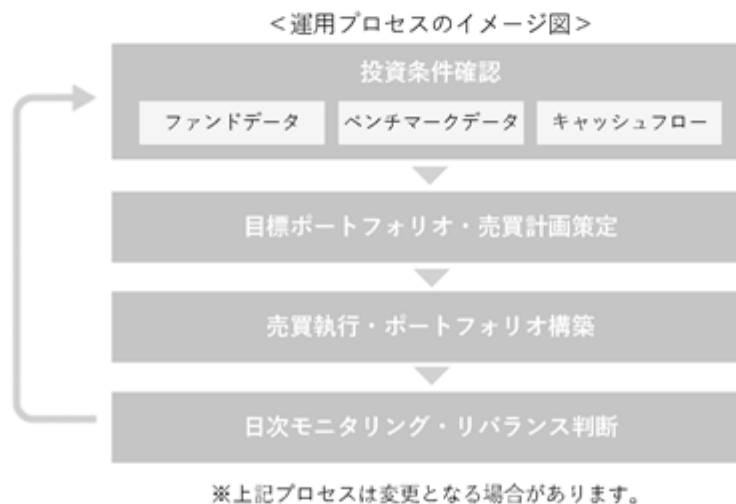 ＜運用プロセスのイメージ図＞
投資条件確認
ファンドデータ
ベンチマークデータ
キャッシュフロー
目標ポートフォリオ・売買計画策定
売買執行・ポートフォリオ構築
日次モニタリング・リバランス判断
※上記プロセスは変更となる場合があります。